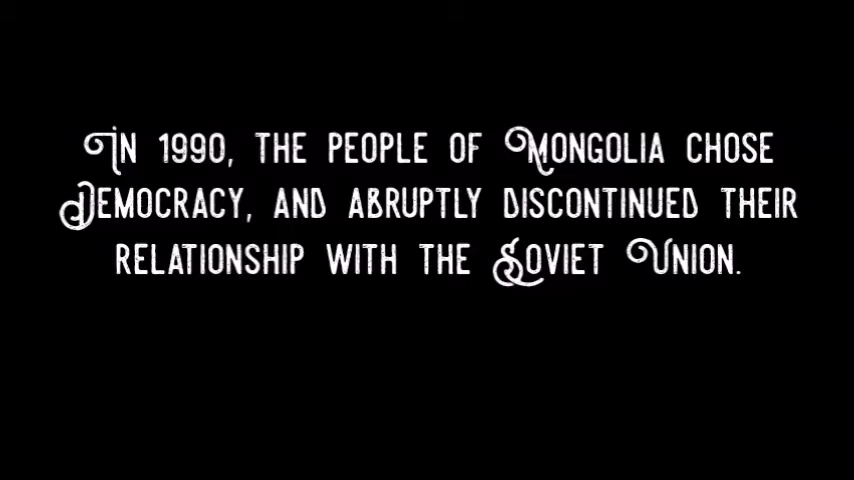 In 1990, the people of Mongolia chose
Democracy, and abruptly discontinued their
relationship with the Soviet Union.